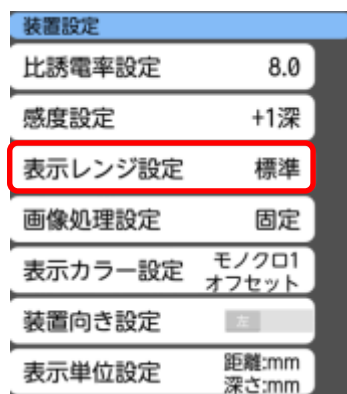 装置設定
比誘電率設定 8.0
感度設定 +1深
表示レンジ設定 標準
画像処理設定 固定
表示カラー設定 モノクロ1
オフセット
装置向き設定 左
表示単位設定 距離:mm
深さ:mm